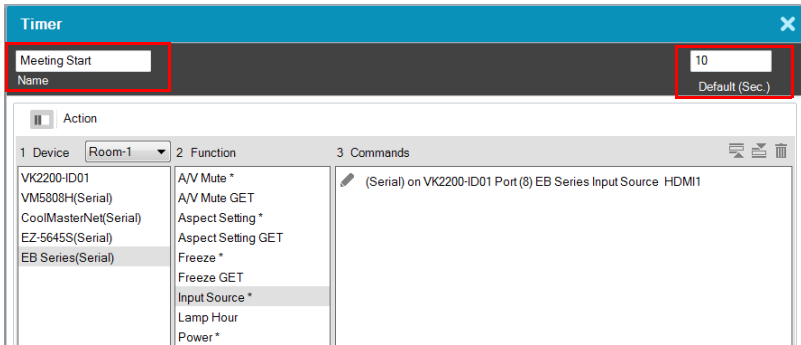 Timer
Meeting Start
Name
10
Default (Sec.)
Action
1 Device Room-1
2 Function
3 Commands
VK2200-ID01
VM5808H(Serial)
CoolMasterNet(Serial)
EZ-5645S(Serial)
EB Series(Serial)
A/V Mute *
A/V Mute GET
Aspect Setting *
Aspect Setting GET
Freeze *
Freeze GET
Input Source *
Lamp Hour
Power *
(Serial) on VK2200-ID01 Port (8) EB Series Input Source HDMI1